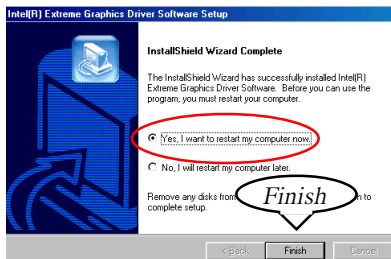 Intel(R) Extreme Graphics Driver Software Setup
InstallShield Wizard Complete
The InstallShield Wizard has successfully installed Intel(R)
Extreme Graphics Driver Software. Before you can use the
program, you must restart your computer.
Yes, I want to restart my computer now.
No, I will restart my computer later.
Remove any disks from
to
complete setup.
Finish
< Back
Finish
Cancel